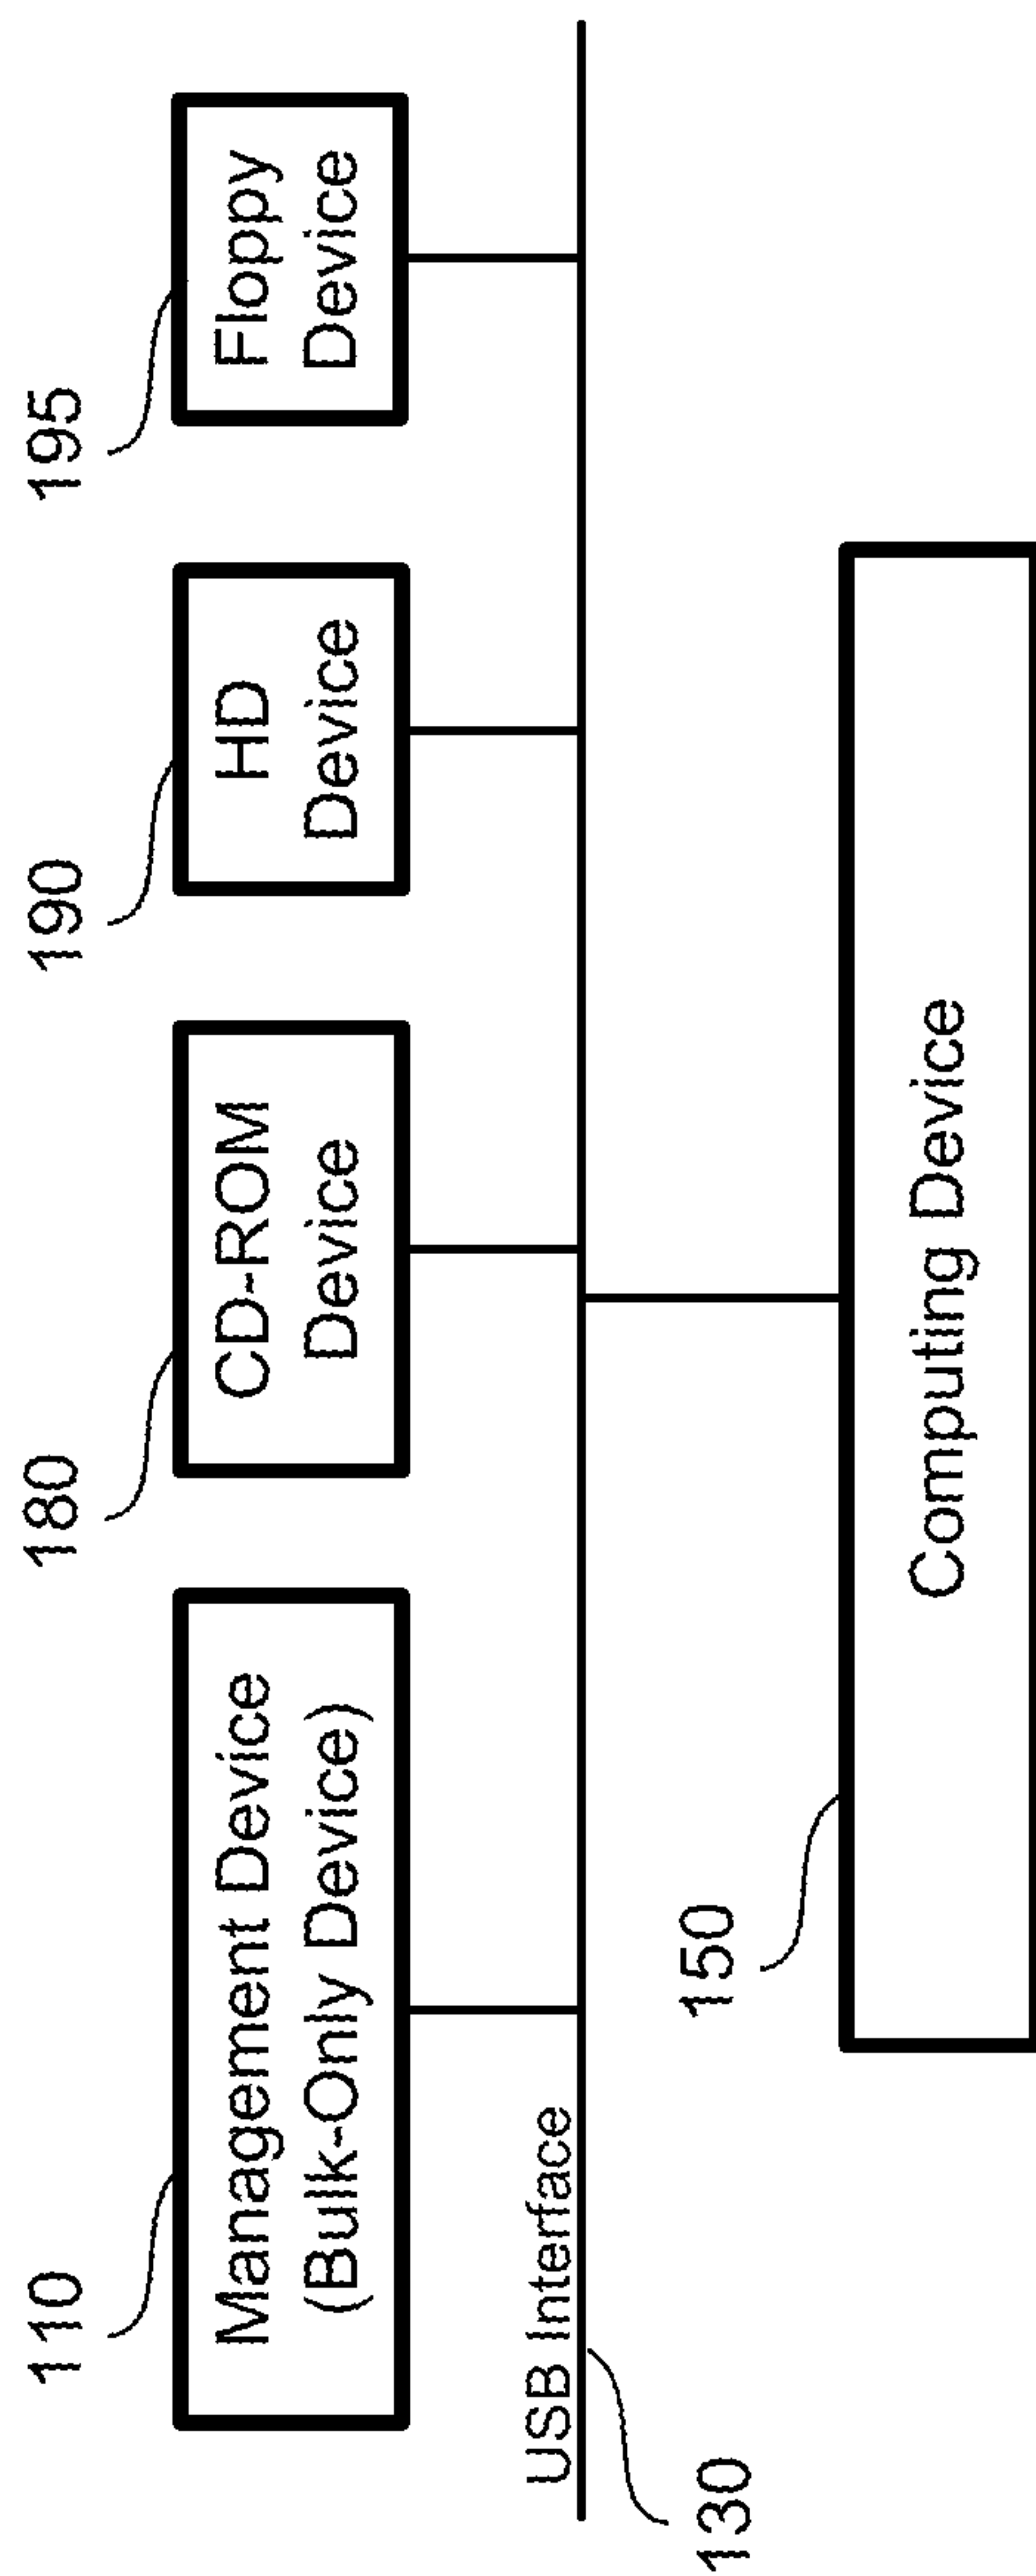 110
Management Device
(Bulk-Only Device)
180
CD-ROM
Device
190
HD
Device
195
Floppy
Device
USB Interface
130
150
Computing Device